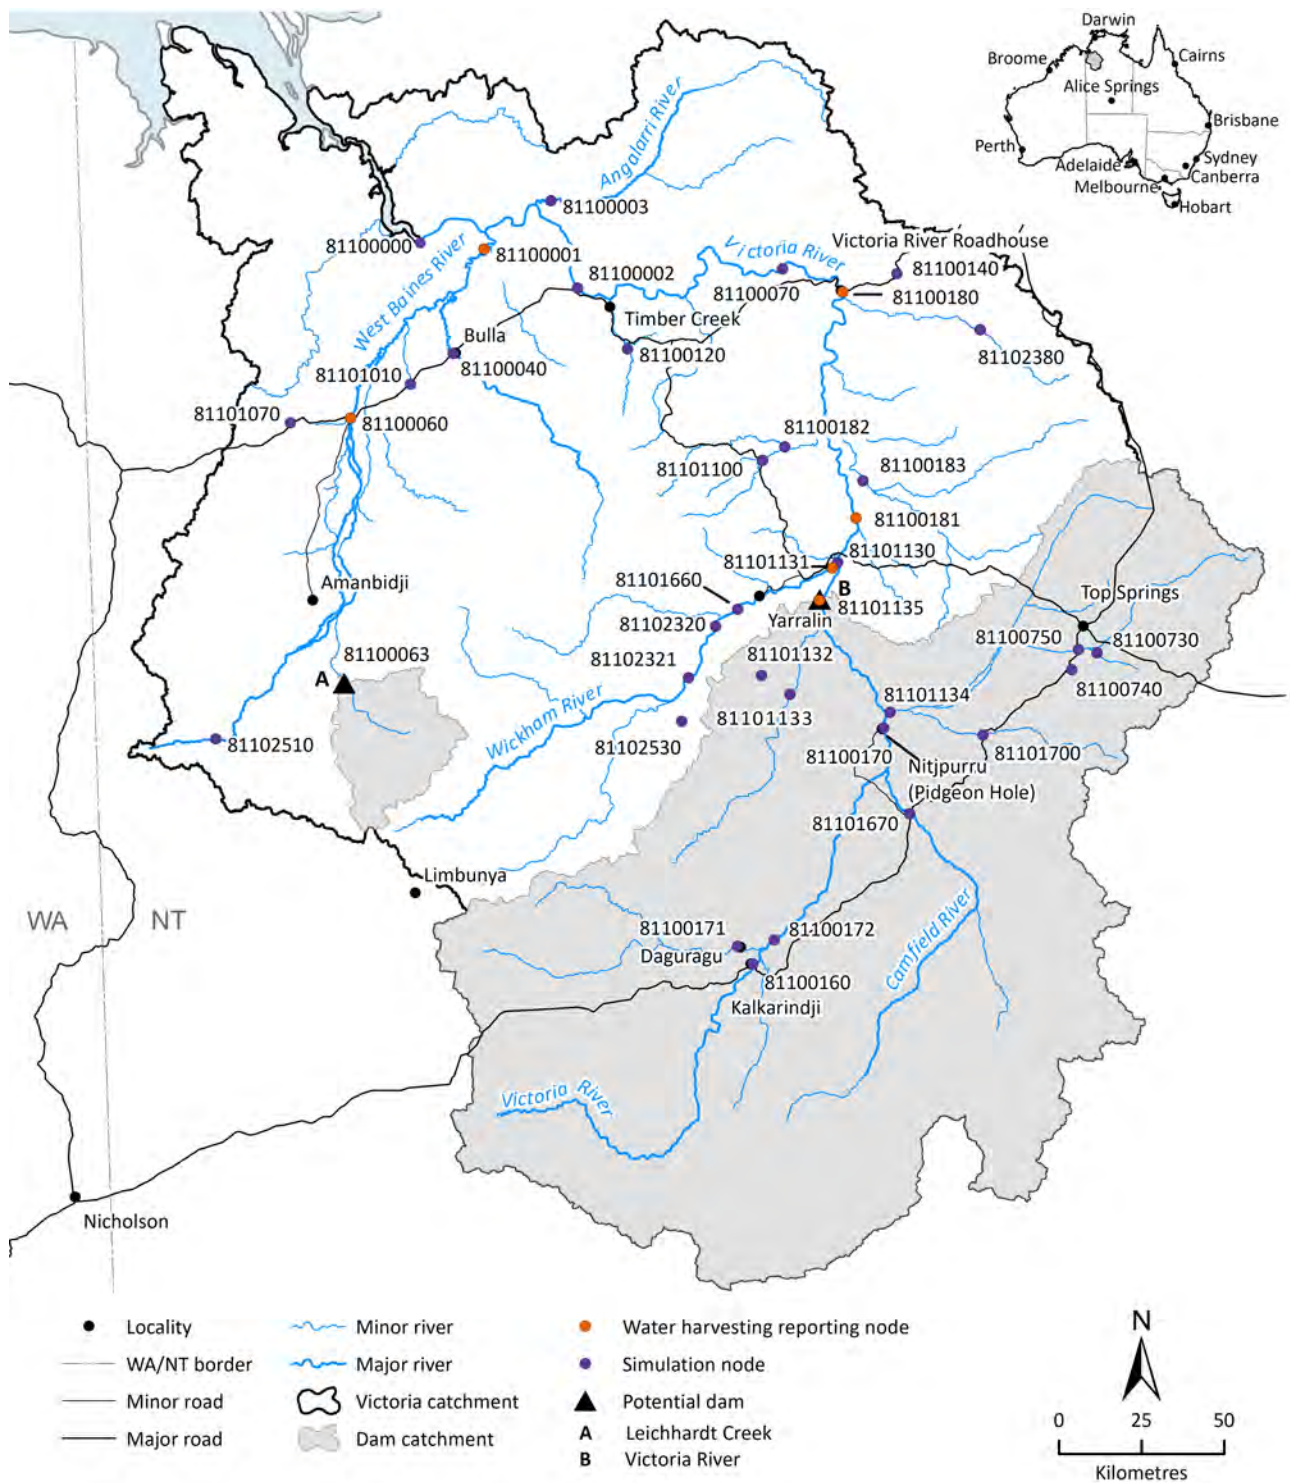 Darwin
Broome
Cairns
Alice Springs
Brisbane
Perth
Adelaide
Sydney
Canberra
Melbourne
Hobart
Angalarri River
81100003
81100000
81100001
West Baines River
Victoria River
Victoria River Roadhouse
81100140
81100002
81100070
81100180
Timber Creek
Bulla
81100120
81102380
81101010
81100040
81101070
81100060
81100182
81101100
81100183
81100181
81101131
81101130
81101660
B
Amanbidji
81101135
Top Springs
Yarralin
81102320
81100750
81100730
81100063
81102321
81101132
A
81100740
81101134
Wickham River
81101133
81102510
81102530
81100170
81101700
Nitjpurru
(Pidgeon Hole)
81101670
Limbunya
WA
NT
81100171
81100172
Camfield River
Daguragu
81100160
Kalkarindji
Victoria River
Nicholson
Locality
WA/NT border
Minor road
Major road
Minor river
Major river
Victoria catchment
Dam catchment
Water harvesting reporting node
Simulation node
Potential dam
A Leichhardt Creek
B Victoria River
N
0 25 50
Kilometres